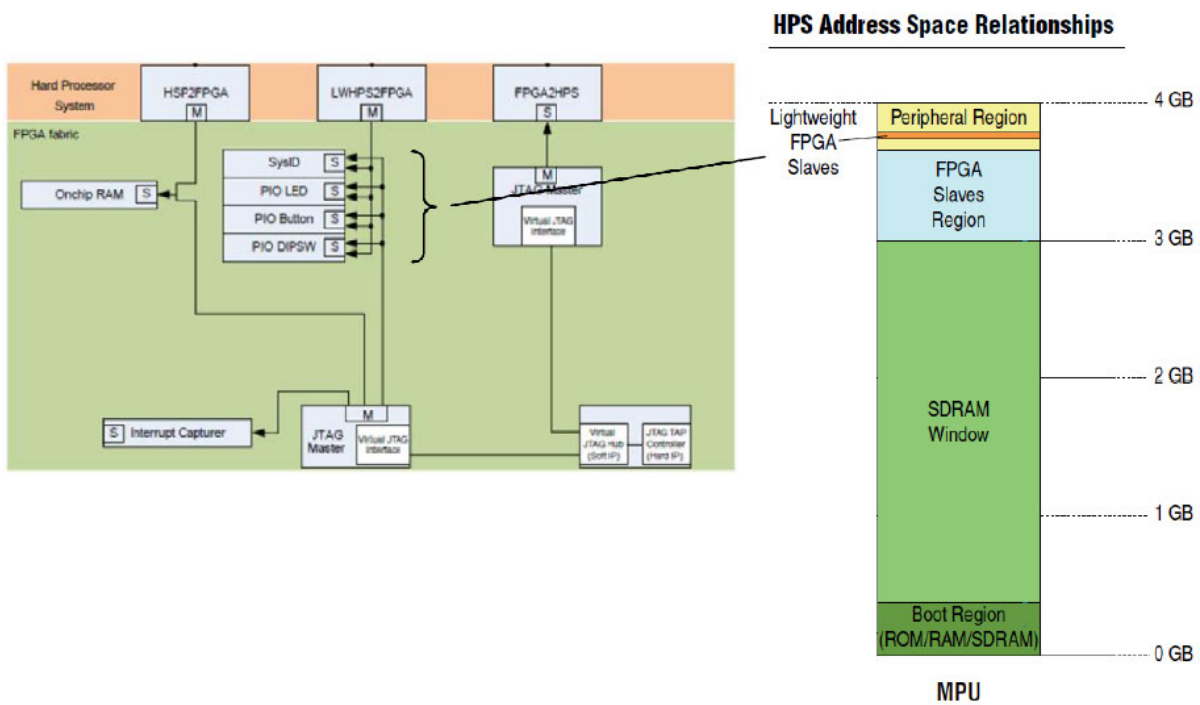 HPS Address Space Relationships
Hard Processor
System
HSP2FPGA
M
LWHPS2FPGA
M
FPGA2HPS
S
FPGA fabric
SysID S
PIO LED S
PIO Button S
PIO DIPSW S
Onchip RAM S
M
JTAG Master
Virtual JTAG
Interface
S Interrupt Capturer
M
JTAG
Master
Virtual JTAG
Interface
Virtual
JTAG Hub
(Soft IP)
JTAG TAP
Controller
(Hard IP)
Lightweight
FPGA
Slaves
Peripheral Region
FPGA
Slaves
Region
SDRAM
Window
Boot Region
(ROM/RAM/SDRAM)
4 GB
3 GB
2 GB
1 GB
0 GB
MPU